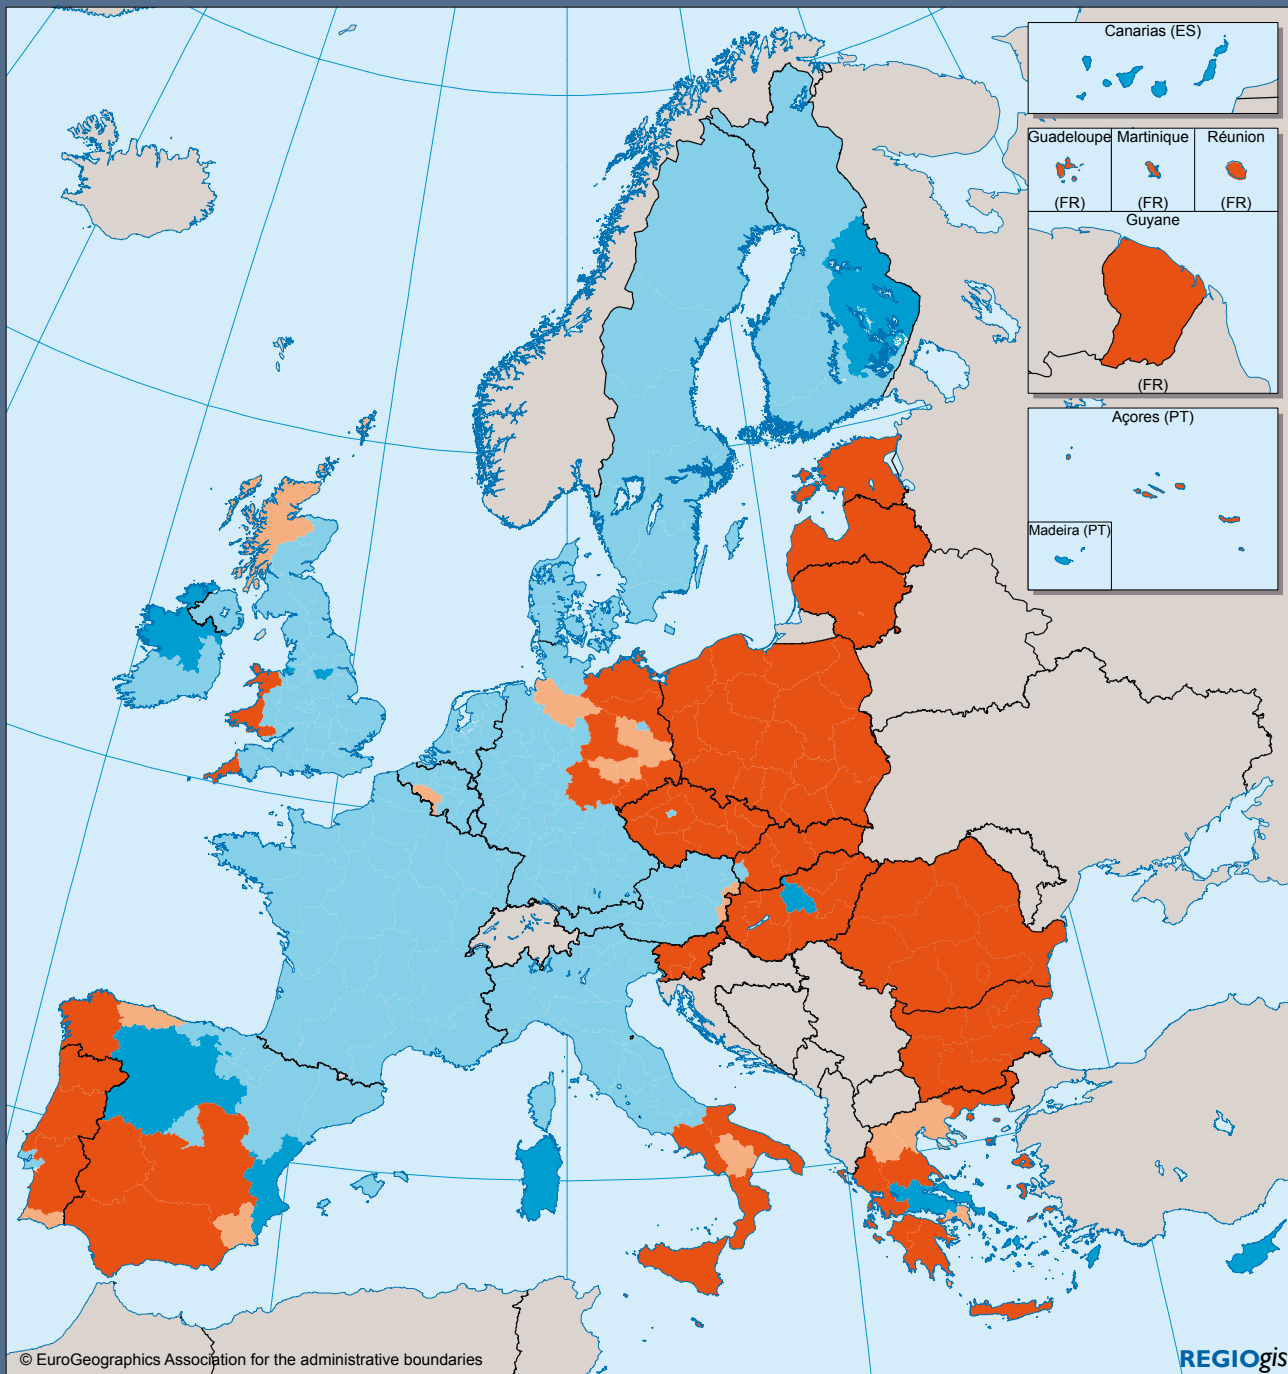 Canarias (ES)
Guadeloupe Martinique Réunion
(FR) (FR) (FR)
Guyane
(FR)
Açores (PT)
Madeira (PT)
© EuroGeographics Association for the administrative boundaries
REGIOgis